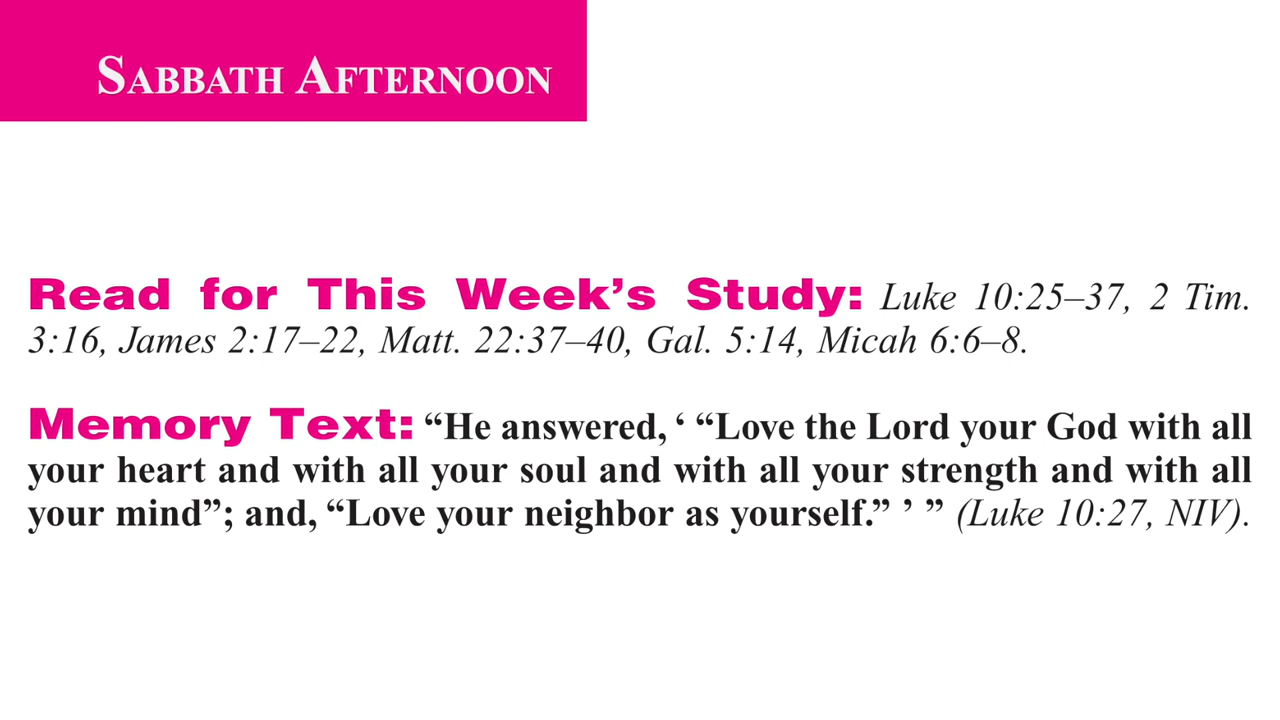 SABBATH AFTERNOON
Read for This Week’s Study: Luke 10:25–37, 2 Tim.
3:16, James 2:17–22, Matt. 22:37–40, Gal. 5:14, Micah 6:6–8.
Memory Text: “He answered, ‘ “Love the Lord your God with all
your heart and with all your soul and with all your strength and with all
your mind”; and, “Love your neighbor as yourself.” ’ ” (Luke 10:27, NIV).